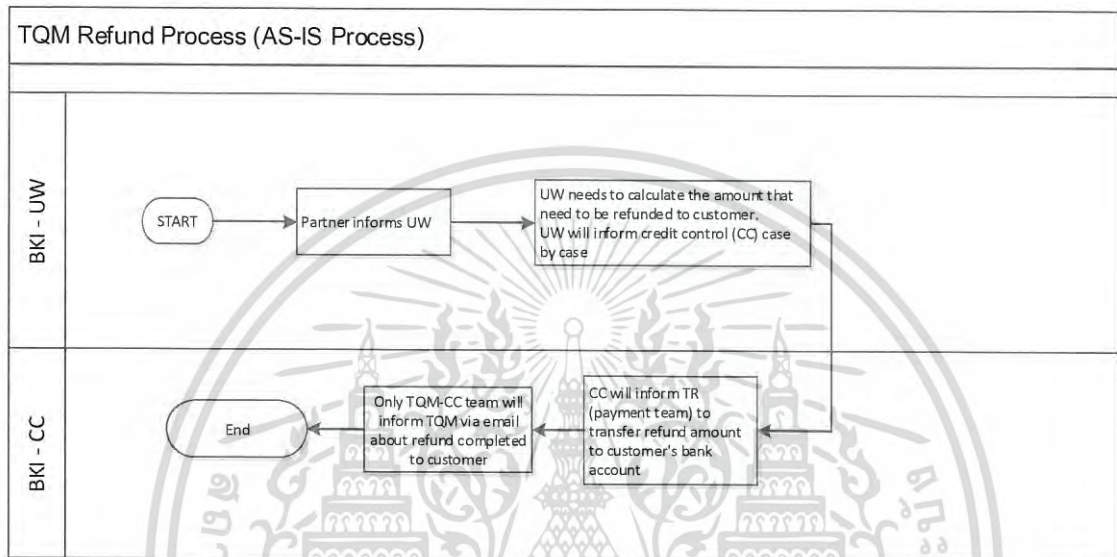 TQM Refund Process (AS-IS Process)
BKI - UW
START
Partner informs UW
UW needs to calculate the amount that
need to be refunded to customer.
UW will inform credit control (CC) case
by case
BKI - CC
End
Only TQM-CC team will
inform TQM via email
about refund completed
to customer
CC will inform TR
(payment team) to
transfer refund amount
to customer's bank
account